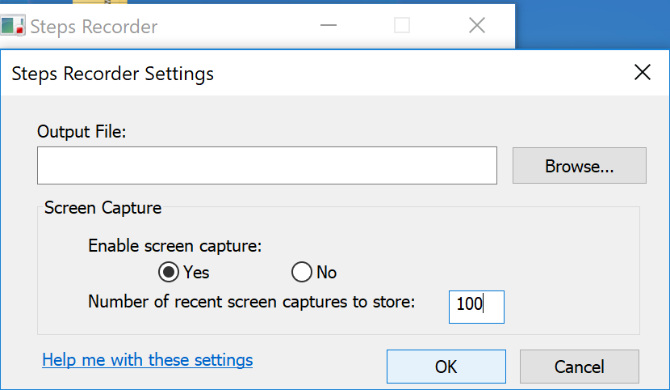 Steps Recorder
Steps Recorder Settings
Output File:
Browse...
Screen Capture
Enable screen capture:
Yes No
Number of recent screen captures to store: 100
Help me with these settings OK Cancel